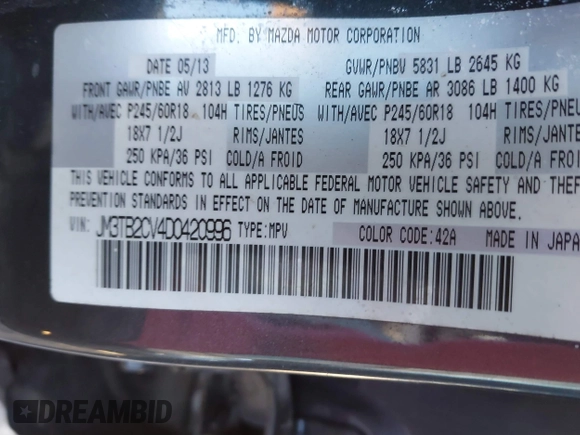 MFD. BY MAZDA MOTOR CORPORATION
DATE 05/13 GVWR/PNBV 5831 LB 2645 KG
FRONT GAWR/PNBE AV 2813 LB 1276 KG REAR GAWR/PNBE AR 3086 LB 1400 KG
WITH/AVEC P245/60R18 104H TIRES/PNEUS WITH/AVEC P245/60R18 104H TIRES/PNEUS
18X7 1/2J RIMS/JANTES 18X7 1/2J RIMS/JANTES
250 KPA/36 PSI COLD/A FROID 250 KPA/36 PSI COLD/A FROID
THIS VEHICLE CONFORMS TO ALL APPLICABLE FEDERAL MOTOR VEHICLE SAFETY AND THEFT
PREVENTION STANDARDS IN EFFECT ON THE DATE OF MANUFACTURE SHOWN ABOVE.
VIN: JM3TB2CV4D0420996 TYPE:MPV COLOR CODE:42A MADE IN JAPA
DREAMBID